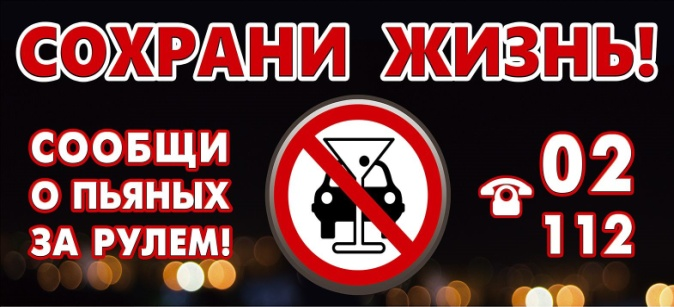 СОХРАНИ ЖИЗНЬ!
СООБЩИ
О ПЬЯНЫХ
ЗА РУЛЕМ!
02
112